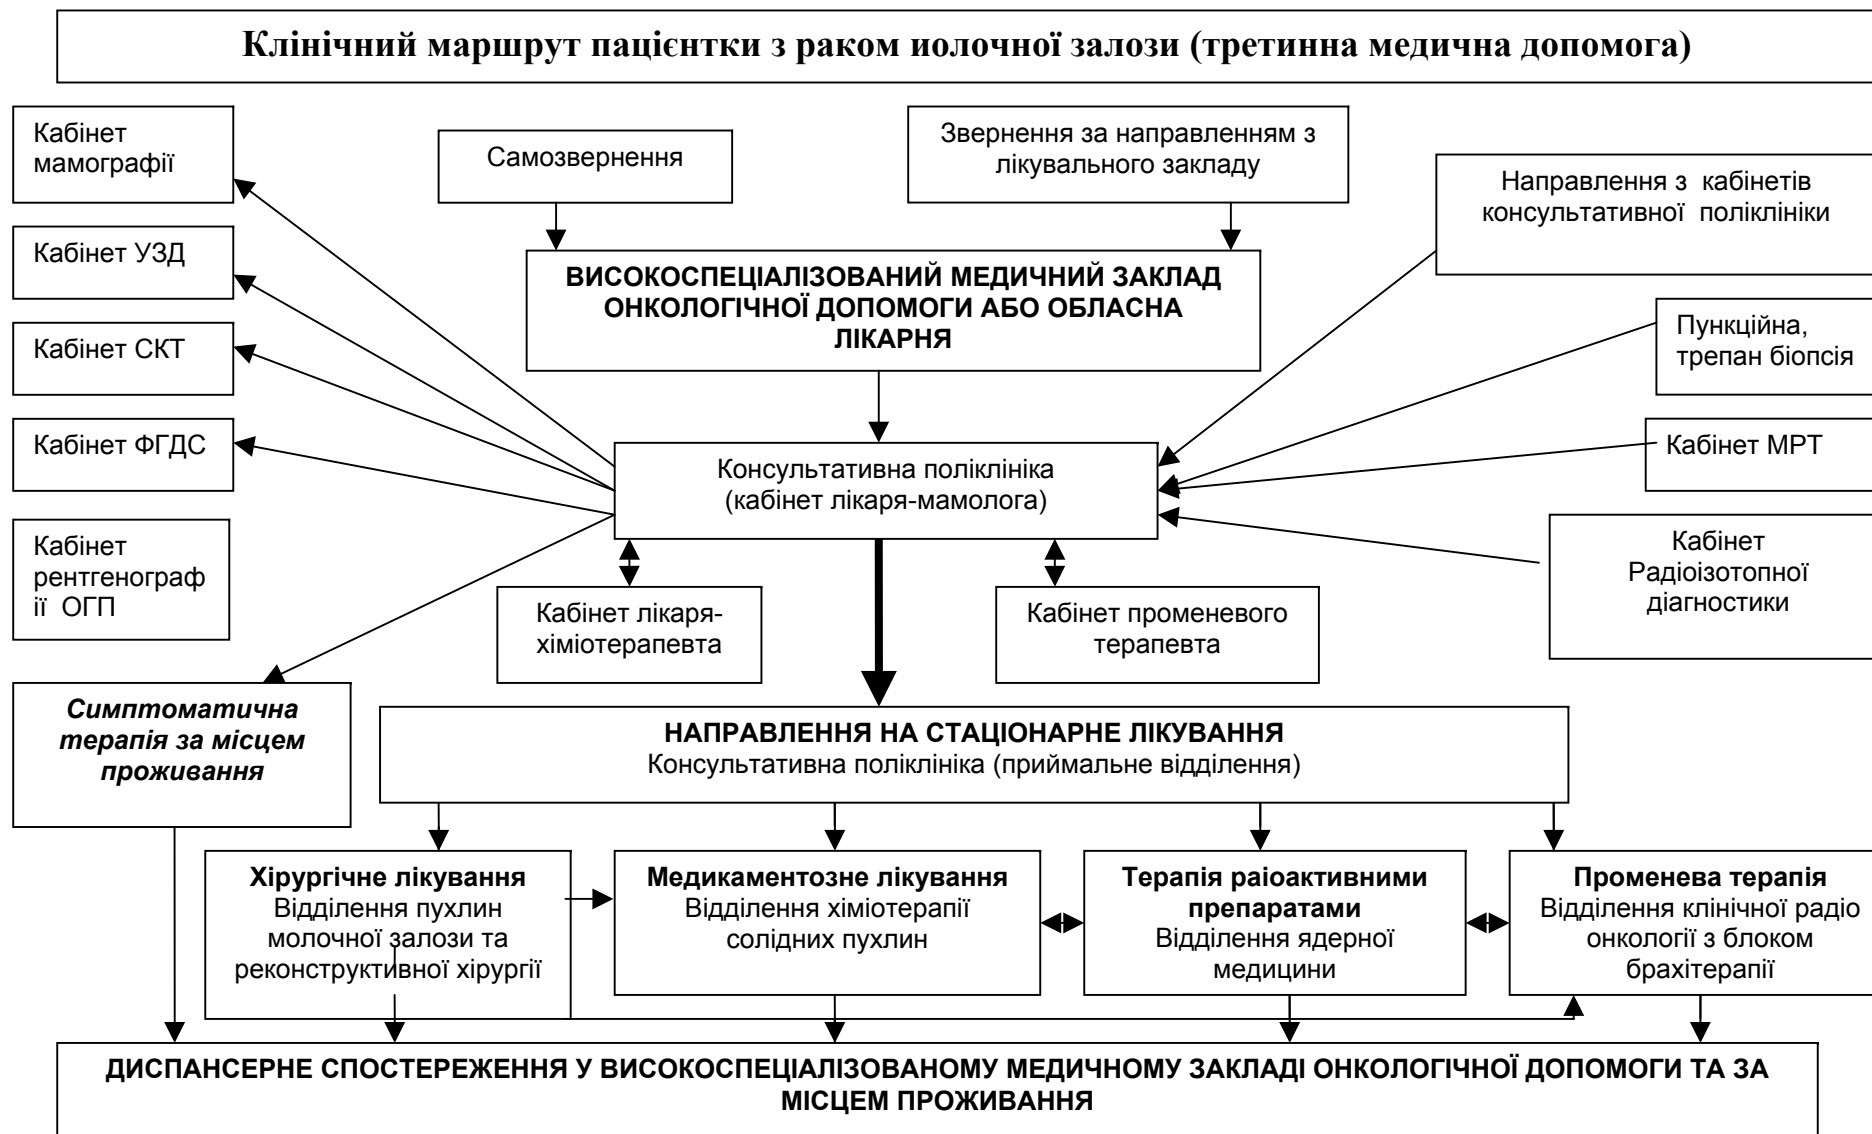 Клінічний маршрут пацієнтки з раком иолочної залози (третинна медична допомога)
Кабінет
мамографії
Самозвернення
Звернення за направленням з
лікувального закладу
Направлення з кабінетів
консультативної поліклініки
Кабінет УЗД
ВИСОКОСПЕЦІАЛІЗОВАНИЙ МЕДИЧНИЙ ЗАКЛАД
ОНКОЛОГІЧНОЇ ДОПОМОГИ АБО ОБЛАСНА
ЛІКАРНЯ
Кабінет СКТ
Пункційна,
трепан біопсія
Кабінет ФГДС
Консультативна поліклініка
(кабінет лікаря-мамолога)
Кабінет МРТ
Кабінет
рентгенограф
ії ОГП
Кабінет лікаря-
хіміотерапевта
Кабінет променевого
терапевта
Кабінет
Радіоізотопної
діагностики
Симптоматична
терапія за місцем
проживання
НАПРАВЛЕННЯ НА СТАЦІОНАРНЕ ЛІКУВАННЯ
Консультативна поліклініка (приймальне відділення)
Хірургічне лікування
Відділення пухлин
молочної залози та
реконструктивної хірургії
Медикаментозне лікування
Відділення хіміотерапії
солідних пухлин
Терапія раіоактивними
препаратами
Відділення ядерної
медицини
Променева терапія
Відділення клінічної радіо
онкології з блоком
брахітерапії
ДИСПАНСЕРНЕ СПОСТЕРЕЖЕННЯ У ВИСОКОСПЕЦІАЛІЗОВАНОМУ МЕДИЧНОМУ ЗАКЛАДІ ОНКОЛОГІЧНОЇ ДОПОМОГИ ТА ЗА
МІСЦЕМ ПРОЖИВАННЯ